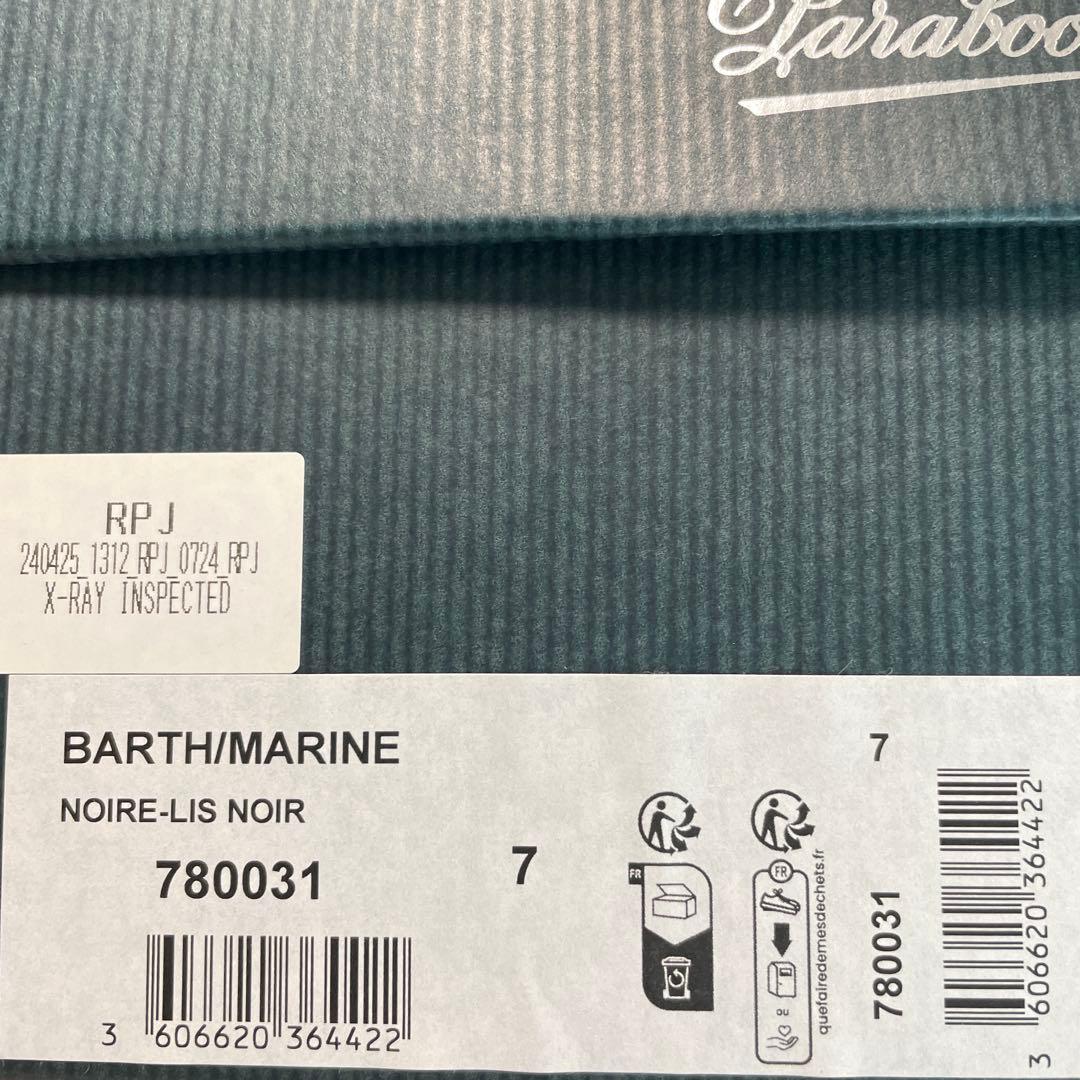 Paraboo
RPJ
240425_1312_RPJ_0724_RPJ
X-RAY INSPECTED
BARTH/MARINE
NOIRE-LIS NOIR
780031
7
3 606620 364422
FR
FR
quefairedemesdechets.fr
7
780031
3 606620 364422